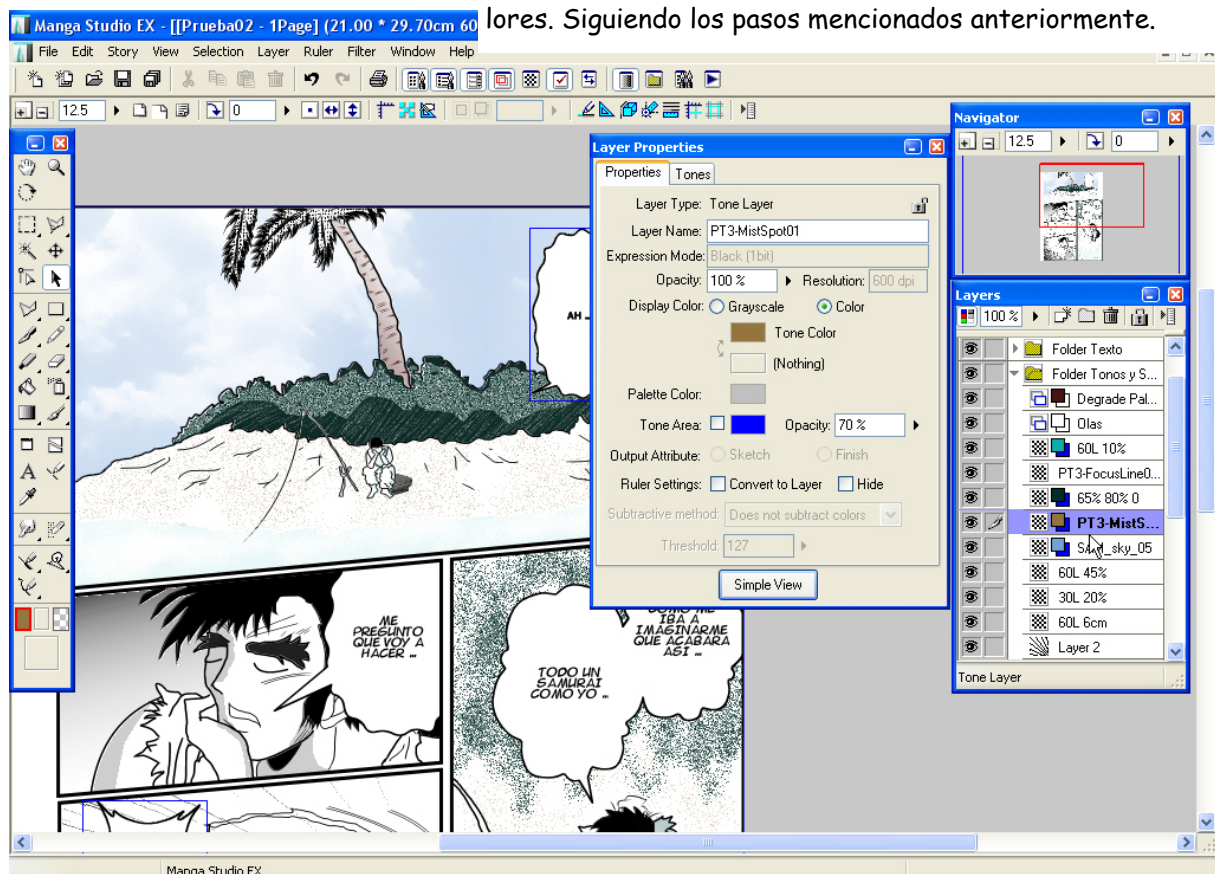 lores. Siguiendo los pasos mencionados anteriormente.
Manga Studio EX - [[Prueba02 - 1Page] (21.00 * 29.70cm 60
File Edit Story View Selection Layer Ruler Filter Window Help
12.5 0
Navigator
12.5 0
Layer Properties
Properties Tones
Layer Type: Tone Layer
Layer Name: PT3-MistSpot01
Expression Mode: Black (1bit)
Opacity: 100 % Resolution: 600 dpi
Display Color: Grayscale Color
Tone Color
(Nothing)
Palette Color:
Tone Area: Opacity: 70 %
Output Attribute: Sketch Finish
Ruler Settings: Convert to Layer Hide
Subtractive method: Does not subtract colors
Threshold: 127
Simple View
Layers
100 %
Folder Texto
Folder Tonos y S...
Degrade Pal...
Olas
60L 10%
PT3-FocusLine0...
65% 80% 0
PT3-MistS...
60L 45%
30L 20%
60L 6cm
Layer 2
Tone Layer
AH ..
ME
PREGUNTO
QUE VOY A
HACER ..
COMO ME
IBA A
IMAGINARME
QUE ACABARA
ASI ..
TODO UN
SAMURAI
COMO YO ..
Manga Studio EX